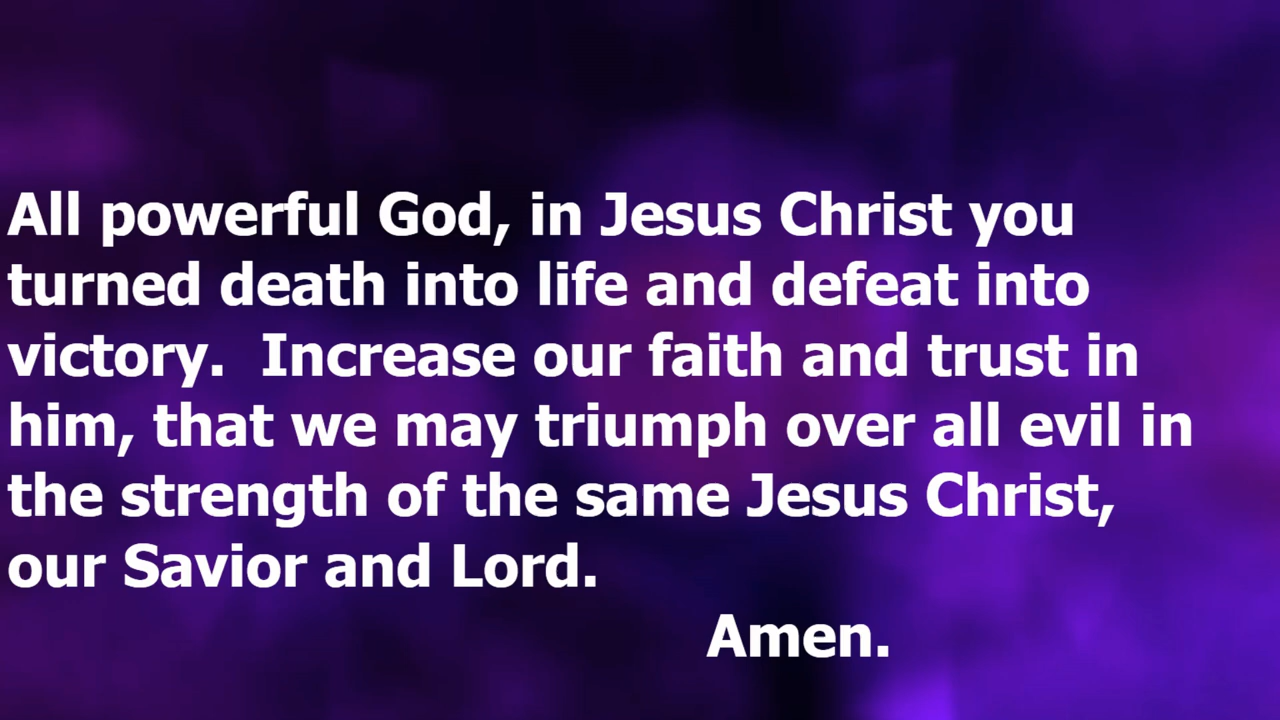 All powerful God, in Jesus Christ you
turned death into life and defeat into
victory.  Increase our faith and trust in
him, that we may triumph over all evil in
the strength of the same Jesus Christ,
our Savior and Lord.
Amen.